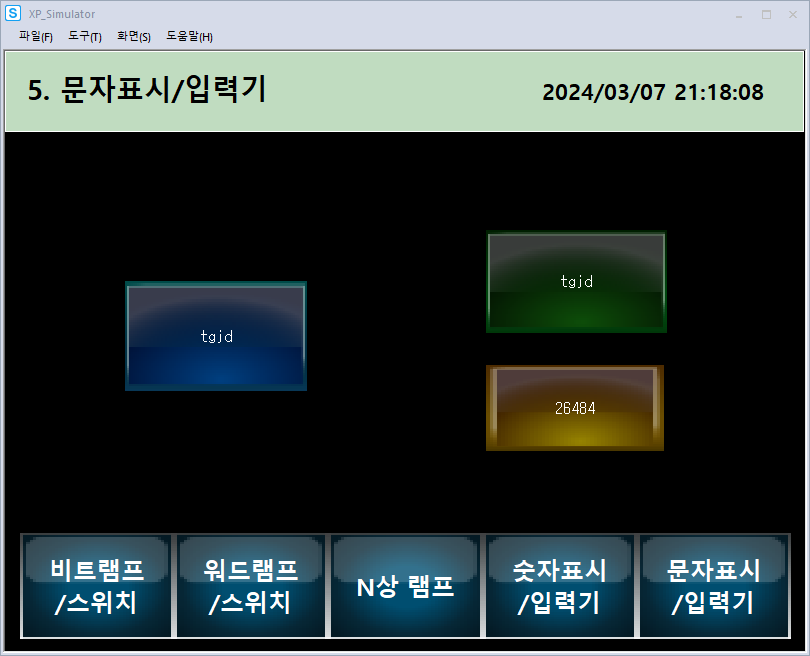 S XP_Simulator
파일(F) 도구(T) 화면(S) 도움말(H)
5. 문자표시/입력기 2024/03/07 21:18:08
tgjd
tgjd
26484
비트램프
/스위치
워드램프
/스위치
N상 램프
숫자표시
/입력기
문자표시
/입력기